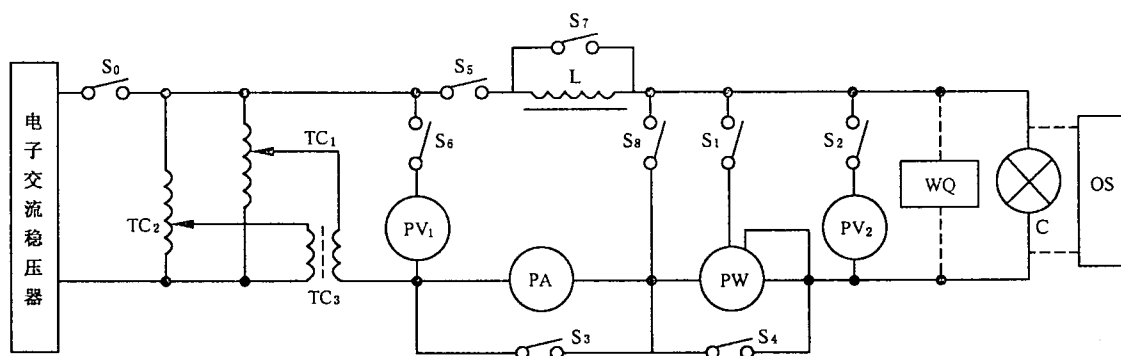 电子交流稳压器
S₀
TC₁
TC₂
TC₃
S₅
S₆
PV₁
S₇
L
S₈
S₁
S₂
PA
PW
PV₂
WQ
C
OS
S₃
S₄